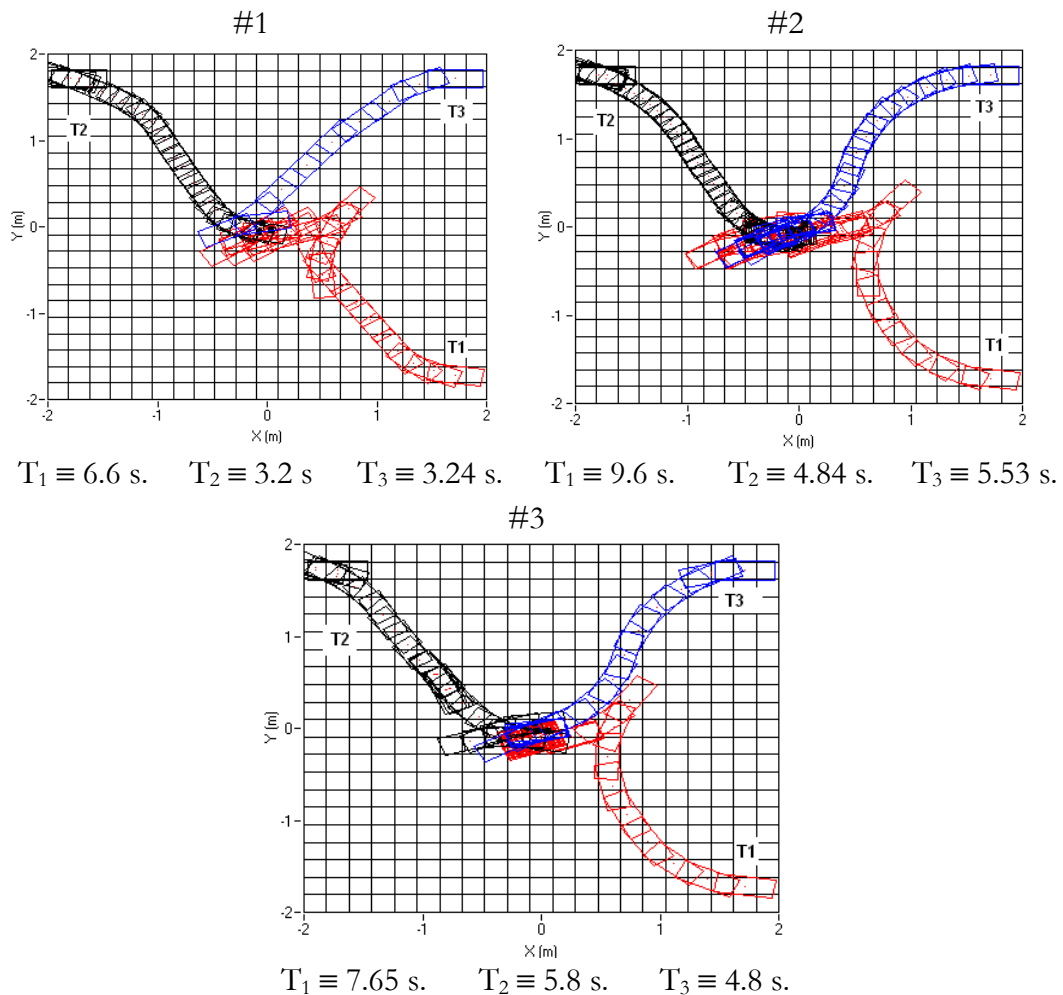 #1
#2
2
T2
T3
1
Y (m)
0
-1
T1
-2
-2
-1
0
1
2
X (m)
2
T2
T3
1
Y (m)
0
-1
T1
-2
-2
-1
0
1
2
X (m)
T1 ≡ 6.6 s. T2 ≡ 3.2 s T3 ≡ 3.24 s.
T1 ≡ 9.6 s. T2 ≡ 4.84 s. T3 ≡ 5.53 s.
#3
2
T3
T2
1
Y (m)
0
-1
T1
-2
-2
-1
0
1
2
X (m)
T1 ≡ 7.65 s. T2 ≡ 5.8 s. T3 ≡ 4.8 s.